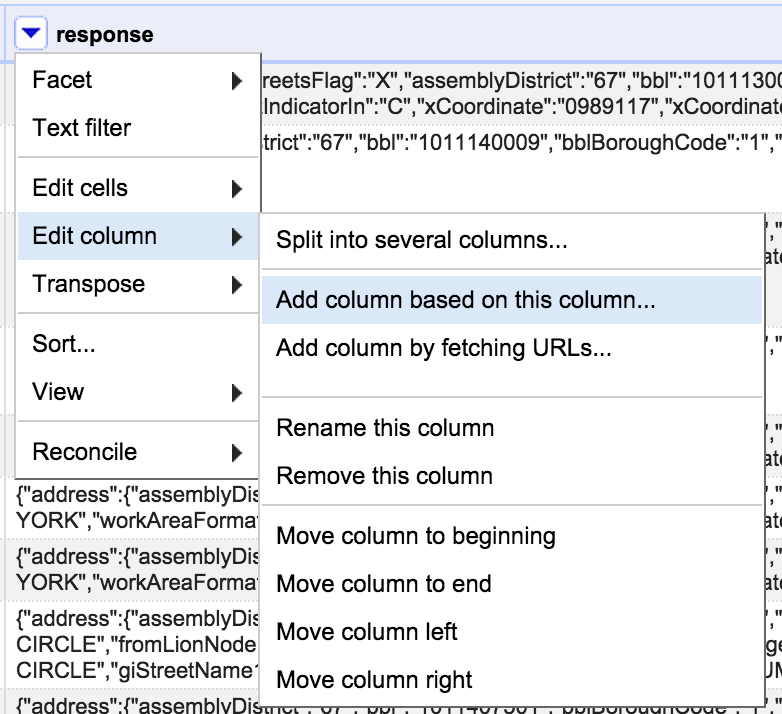 response
Facet
Text filter
Edit cells
Edit column
Transpose
Sort...
View
Reconcile
Split into several columns...
Add column based on this column...
Add column by fetching URLs...
Rename this column
Remove this column
Move column to beginning
Move column to end
Move column left
Move column right
reetsFlag":"X","assemblyDistrict":"67","bbl":"10111300
IndicatorIn":"C","xCoordinate":"0989117","xCoordinate
trict":"67","bbl":"1011140009","bblBoroughCode":"1","
{"address":{"assemblyDis
YORK","workAreaForma
{"address":{"assemblyDis
YORK","workAreaForma
{"address":{"assemblyDis
CIRCLE","fromLionNode
CIRCLE","giStreetName1
{"address":{"assemblyDistrict":"67","bbl":"1011407501","bblBoroughCode":"1","